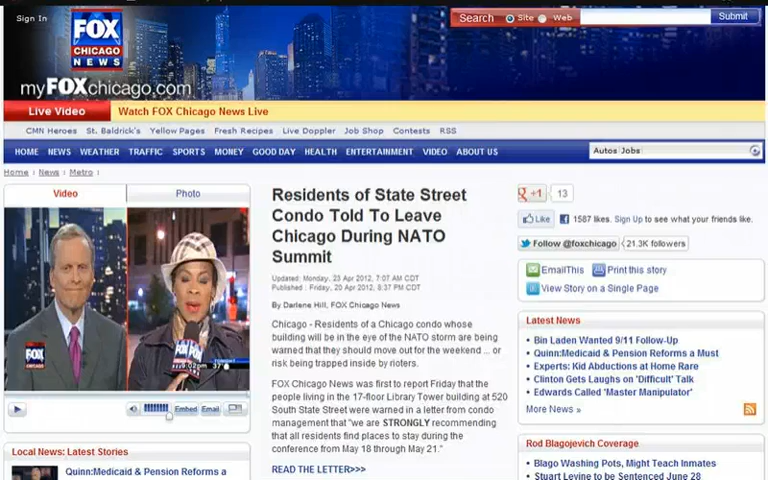 Sign In
Search
Site
Web
Submit
FOX
CHICAGO
NEWS
myFOXchicago.com
Live Video
Watch FOX Chicago News Live
CMN Heroes St. Baldrick's Yellow Pages Fresh Recipes Live Doppler Job Shop Contests RSS
HOME NEWS WEATHER TRAFFIC SPORTS MONEY GOOD DAY HEALTH ENTERTAINMENT VIDEO ABOUT US
Autos Jobs
Home > News > Metro >
Video
Photo
FOX
9:02pm 37°
Embed
Email
Local News: Latest Stories
Quinn:Medicaid & Pension Reforms a
Residents of State Street
Condo Told To Leave
Chicago During NATO
Summit
Updated: Monday, 23 Apr 2012, 7:07 AM CDT
Published : Friday, 20 Apr 2012, 8:37 PM CDT
By Darlene Hill, FOX Chicago News
Chicago - Residents of a Chicago condo whose
building will be in the eye of the NATO storm are being
warned that they should move out for the weekend ... or
risk being trapped inside by rioters.
FOX Chicago News was first to report Friday that the
people living in the 17-floor Library Tower building at 520
South State Street were warned in a letter from condo
management that "we are STRONGLY recommending
that all residents find places to stay during the
conference from May 18 through May 21."
READ THE LETTER>>>
+1 13
Like
1587 likes. Sign Up to see what your friends like.
Follow @foxchicago
21.3K followers
EmailThis
Print this story
View Story on a Single Page
Latest News
Bin Laden Wanted 9/11 Follow-Up
Quinn:Medicaid & Pension Reforms a Must
Experts: Kid Abductions at Home Rare
Clinton Gets Laughs on 'Difficult' Talk
Edwards Called 'Master Manipulator'
More News »
Rod Blagojevich Coverage
Blago Washing Pots, Might Teach Inmates
Stuart Levine to be Sentenced June 28